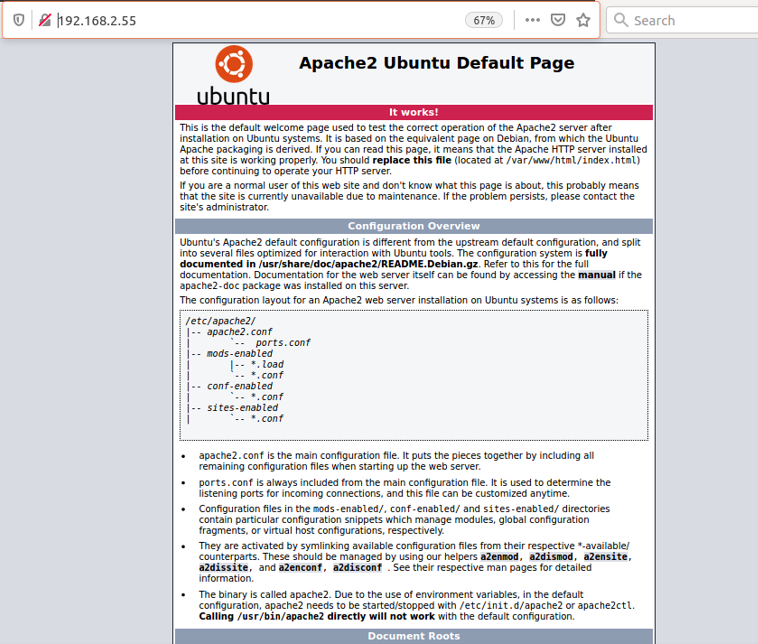 192.168.2.55
67%
Search
Apache2 Ubuntu Default Page
ubuntu
It works!
This is the default welcome page used to test the correct operation of the Apache2 server after
installation on Ubuntu systems. It is based on the equivalent page on Debian, from which the Ubuntu
Apache packaging is derived. If you can read this page, it means that the Apache HTTP server installed
at this site is working properly. You should replace this file (located at /var/www/html/index.html)
before continuing to operate your HTTP server.
If you are a normal user of this web site and don't know what this page is about, this probably means
that the site is currently unavailable due to maintenance. If the problem persists, please contact the
site's administrator.
Configuration Overview
Ubuntu's Apache2 default configuration is different from the upstream default configuration, and split
into several files optimized for interaction with Ubuntu tools. The configuration system is fully
documented in /usr/share/doc/apache2/README.Debian.gz. Refer to this for the full
documentation. Documentation for the web server itself can be found by accessing the manual if the
apache2-doc package was installed on this server.
The configuration layout for an Apache2 web server installation on Ubuntu systems is as follows:
/etc/apache2/
|-- apache2.conf
|       `--  ports.conf
|-- mods-enabled
|       |-- *.load
|       `-- *.conf
|-- conf-enabled
|       `-- *.conf
|-- sites-enabled
|       `-- *.conf
• apache2.conf is the main configuration file. It puts the pieces together by including all
remaining configuration files when starting up the web server.
• ports.conf is always included from the main configuration file. It is used to determine the
listening ports for incoming connections, and this file can be customized anytime.
• Configuration files in the mods-enabled/, conf-enabled/ and sites-enabled/ directories
contain particular configuration snippets which manage modules, global configuration
fragments, or virtual host configurations, respectively.
• They are activated by symlinking available configuration files from their respective *-available/
counterparts. These should be managed by using our helpers a2enmod, a2dismod, a2ensite,
a2dissite, and a2enconf, a2disconf . See their respective man pages for detailed
information.
• The binary is called apache2. Due to the use of environment variables, in the default
configuration, apache2 needs to be started/stopped with /etc/init.d/apache2 or apache2ctl.
Calling /usr/bin/apache2 directly will not work with the default configuration.
Document Roots